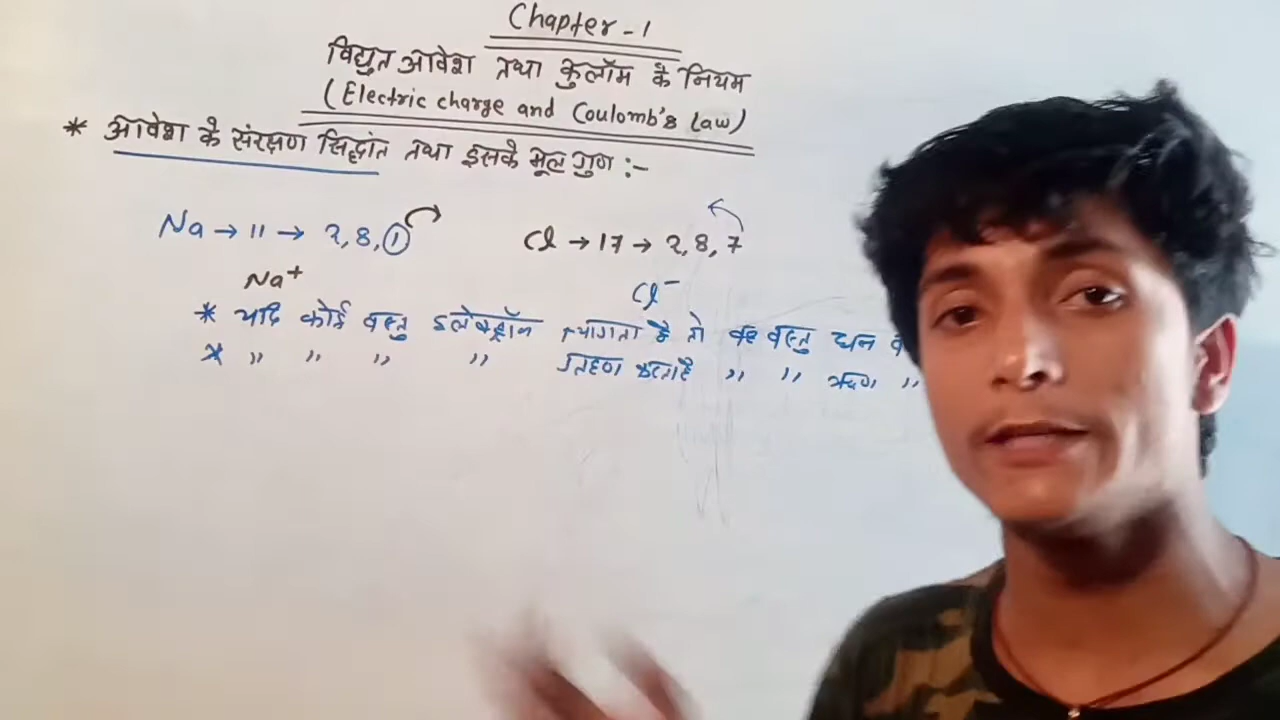 Chapter - 1
विद्युत आवेश तथा कुलॉम के नियम
(Electric charge and Coulomb's Law)
* आवेश के संरक्षण सिद्धांत तथा इसके मूल गुण :-
Na → 11 → 2, 8, 1
Cl → 17 → 2, 8, 7
Na+
Cl-
* यदि कोई वस्तु इलेक्ट्रॉन त्यागता है तो वह वस्तु धन
* " " " " ग्रहण करता है " " ऋण "